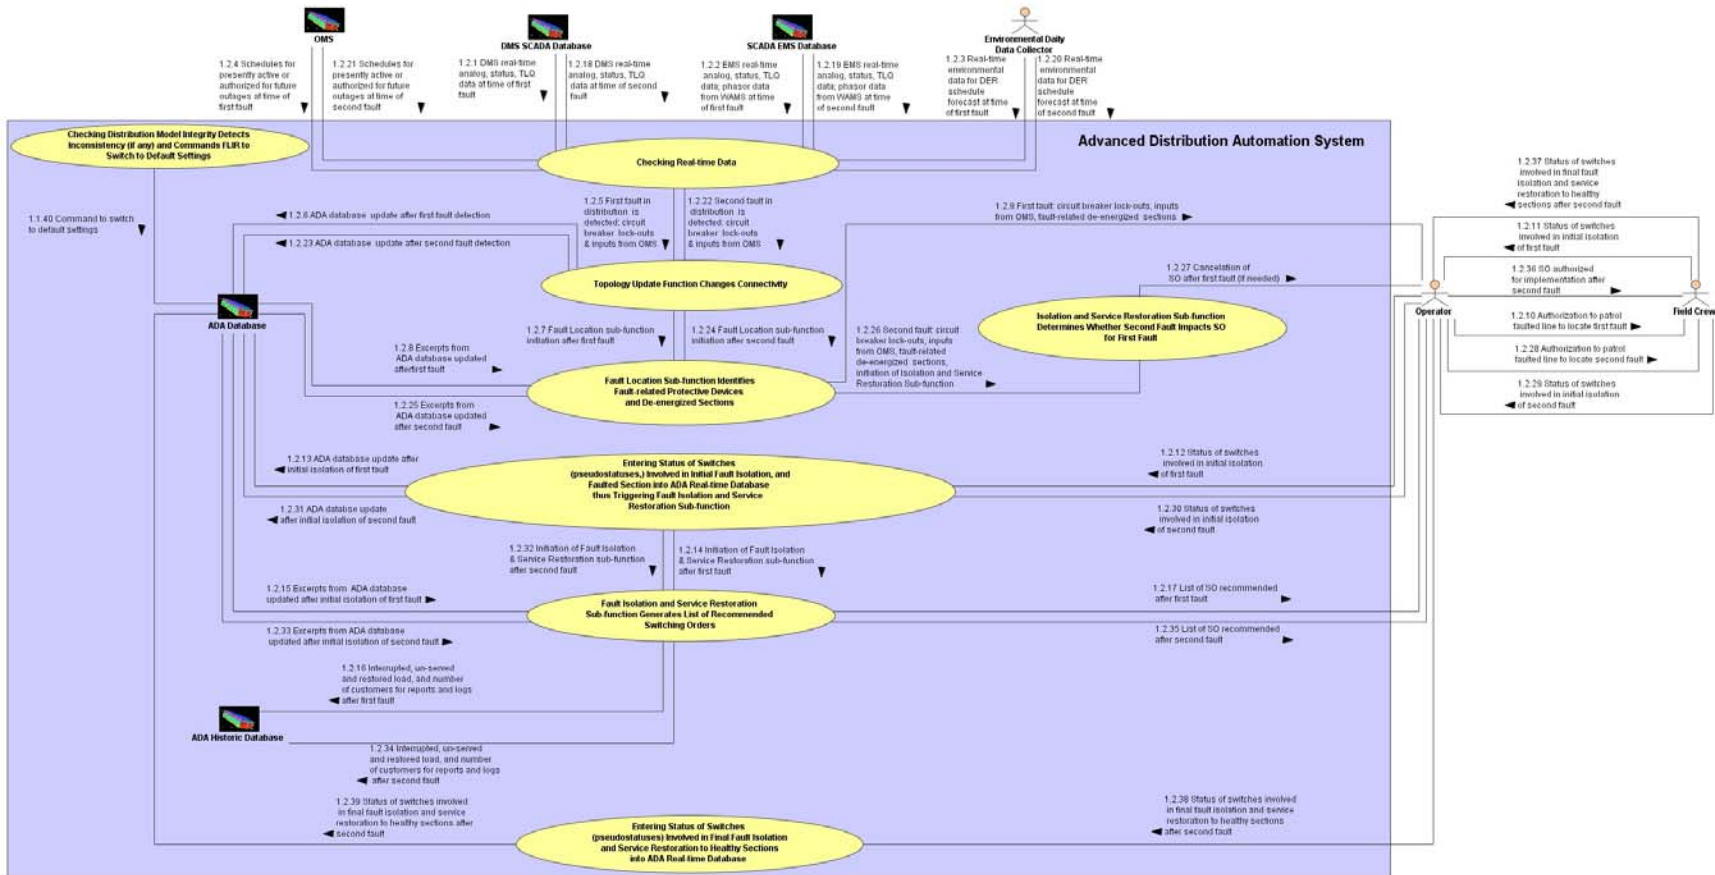 OMS
DMS SCADA Database
SCADA EMS Database
Environmental Daily
Data Collector
1.2.4 Schedules for
presently active or
authorized for future
outages at time of
first fault
1.2.21 Schedules for
presently active or
authorized for future
outages at time of
second fault
1.2.1 DMS real-time
analog, status, TLQ
data at time of first
fault
1.2.18 DMS real-time
analog, status, TLQ
data at time of second
fault
1.2.2 EMS real-time
analog, status, TLQ
data; phasor data
from WAMS at time
of first fault
1.2.19 EMS real-time
analog, status, TLQ
data; phasor data
from WAMS at time
of second fault
1.2.3 Real-time
environmental
data for DER
schedule
forecast at time
of first fault
1.2.20 Real-time
environmental
data for DER
schedule
forecast at time
of second fault
Advanced Distribution Automation System
Checking Distribution Model Integrity Detects
Inconsistency (if any) and Commands FLIR to
Switch to Default Settings
Checking Real-time Data
1.1.40 Command to switch
to default settings
1.2.6 ADA database update after first fault detection
1.2.23 ADA database update after second fault detection
1.2.5 First fault in
distribution is
detected: circuit
breaker lock-outs
& inputs from OMS
1.2.22 Second fault in
distribution is
detected: circuit
breaker lock-outs
& inputs from OMS
1.2.9 First fault: circuit breaker lock-outs, inputs
from OMS, fault-related de-energized sections
1.2.37 Status of switches
involved in final fault
isolation and service
restoration to healthy
sections after second fault
1.2.11 Status of switches
involved in initial isolation
of first fault
1.2.27 Cancelation of
SO after first fault (if needed)
1.2.36 SO authorized
for implementation after
second fault
Topology Update Function Changes Connectivity
ADA Database
Isolation and Service Restoration Sub-function
Determines Whether Second Fault Impacts SO
for First Fault
Operator
Field Crew
1.2.10 Authorization to patrol
faulted line to locate first fault
1.2.28 Authorization to patrol
faulted line to locate second fault
1.2.29 Status of switches
involved in initial isolation
of second fault
1.2.7 Fault Location sub-function
initiation after first fault
1.2.24 Fault Location sub-function
initiation after second fault
1.2.26 Second fault: circuit
breaker lock-outs, inputs
from OMS, fault-related
de-energized sections,
initiation of Isolation and Service
Restoration Sub-function
1.2.8 Excerpts from
ADA database updated
afterfirst fault
Fault Location Sub-function Identifies
Fault-related Protective Devices
and De-energized Sections
1.2.25 Excerpts from
ADA database updated
after second fault
1.2.13 ADA database update after
initial isolation of first fault
Entering Status of Switches
(pseudostatuses,) Involved in Initial Fault Isolation, and
Faulted Section into ADA Real-time Database
thus Triggering Fault Isolation and Service
Restoration Sub-function
1.2.12 Status of switches
involved in initial isolation
of first fault
1.2.31 ADA databse update
after initial isolation of second fault
1.2.30 Status of switches
involved in initial isolation
of second fault
1.2.32 Initiation of Fault Isolation
& Service Restoration sub-function
after second fault
1.2.14 Initiation of Fault Isolation
& Service Restoration sub-function
after first fault
1.2.15 Excerpts from ADA database
updated after initial isolation of first fault
Fault Isolation and Service Restoration
Sub-function Generates List of Recommended
Switching Orders
1.2.17 List of SO recommended
after first fault
1.2.33 Excerpts from ADA database
updated after initial isolation of second fault
1.2.35 List of SO recommended
after second fault
1.2.16 Interrupted, un-served
and restored load, and number
of customers for reports and logs
after first fault
ADA Historic Database
1.2.34 Interrupted, un-served
and restored load, and number
of customers for reports and logs
after second fault
1.2.39 Status of switches involved
in final fault isolation and service
restoration to healthy sections after
second fault
Entering Status of Switches
(pseudostatuses) Involved in Final Fault Isolation
and Service Restoration to Healthy Sections
into ADA Real-time Database
1.2.38 Status of switches involved
in final fault isolation and service
restoration to healthy sections
after second fault